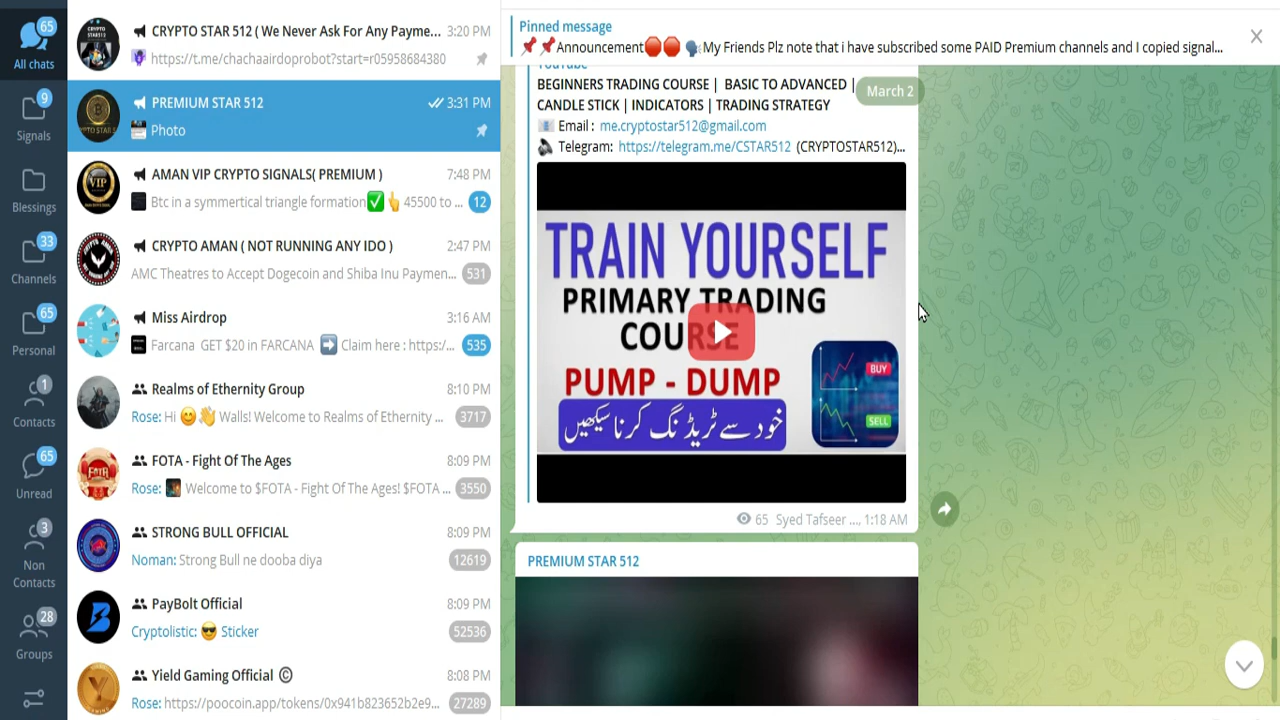 65
All chats
9
Signals
Blessings
33
Channels
65
Personal
1
Contacts
65
Unread
3
Non
Contacts
28
Groups
CRYPTO STAR 512 ( We Never Ask For Any Payme... 3:20 PM
https://t.me/chachaairdoprobot?start=r05958684380
PREMIUM STAR 512 3:31 PM
Photo
AMAN VIP CRYPTO SIGNALS( PREMIUM ) 7:48 PM
Btc in a symmertical triangle formation✅👆 45500 to ... 12
CRYPTO AMAN ( NOT RUNNING ANY IDO ) 2:47 PM
AMC Theatres to Accept Dogecoin and Shiba Inu Paymen... 531
Miss Airdrop 3:16 AM
Farcana GET $20 in FARCANA ➡️ Claim here : https:/... 535
Realms of Ethernity Group 8:10 PM
Rose: Hi 😊👋 Walls! Welcome to Realms of Ethernity ... 3717
FOTA - Fight Of The Ages 8:09 PM
Rose: Welcome to $FOTA - Fight Of The Ages! $FOTA ... 3550
STRONG BULL OFFICIAL 8:09 PM
Noman: Strong Bull ne dooba diya 12619
PayBolt Official 8:09 PM
Cryptolistic: 😎 Sticker 52536
Yield Gaming Official © 8:08 PM
Rose: https://poocoin.app/tokens/0x941b823652b2e9... 27289
Pinned message
📌📌Announcement🛑🛑 🗣️My Friends Plz note that i have subscribed some PAID Premium channels and I copied signal...
YouTube
March 2
BEGINNERS TRADING COURSE | BASIC TO ADVANCED |
CANDLE STICK | INDICATORS | TRADING STRATEGY
📧 Email : me.cryptostar512@gmail.com
Telegram: https://telegram.me/CSTAR512 (CRYPTOSTAR512)...
TRAIN YOURSELF
PRIMARY TRADING
COURSE
PUMP - DUMP
خود سے ٹریڈنگ کرنا سیکھیں
BUY
SELL
65 Syed Tafseer ..., 1:18 AM
PREMIUM STAR 512